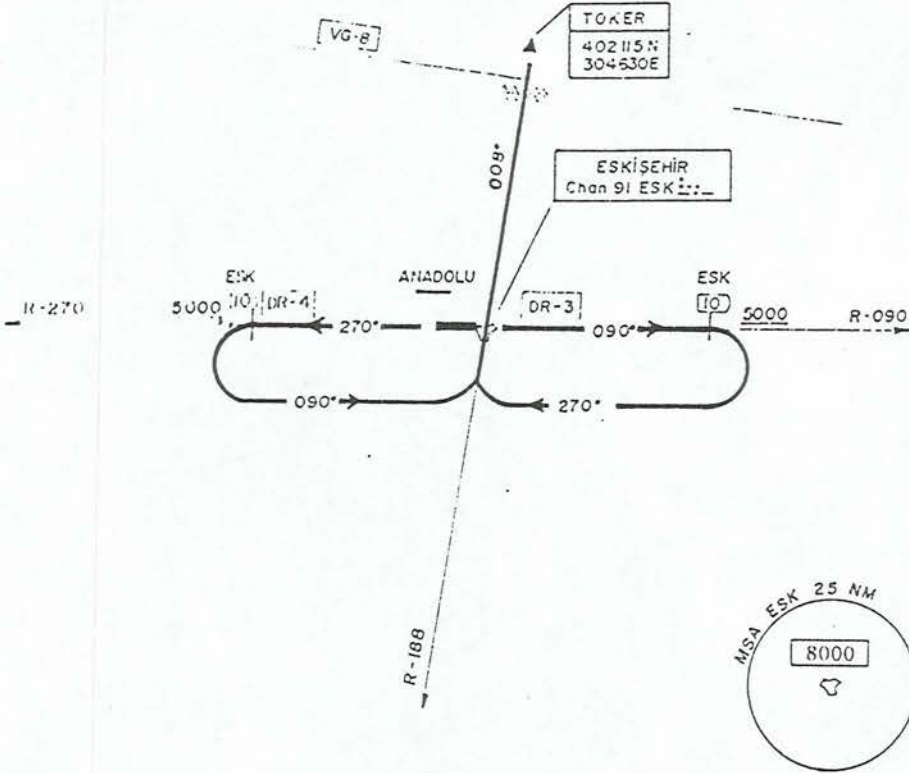 TOKER
402115N
304630E
VG-8
008°
ESKİŞEHİR
Chan 91 ESK
ESK
ANADOLU
ESK
R-270
5000
10
DR-4
DR-3
10
5000
R-090
270°
090°
090°
270°
R-188
MSA ESK 25 NM
8000